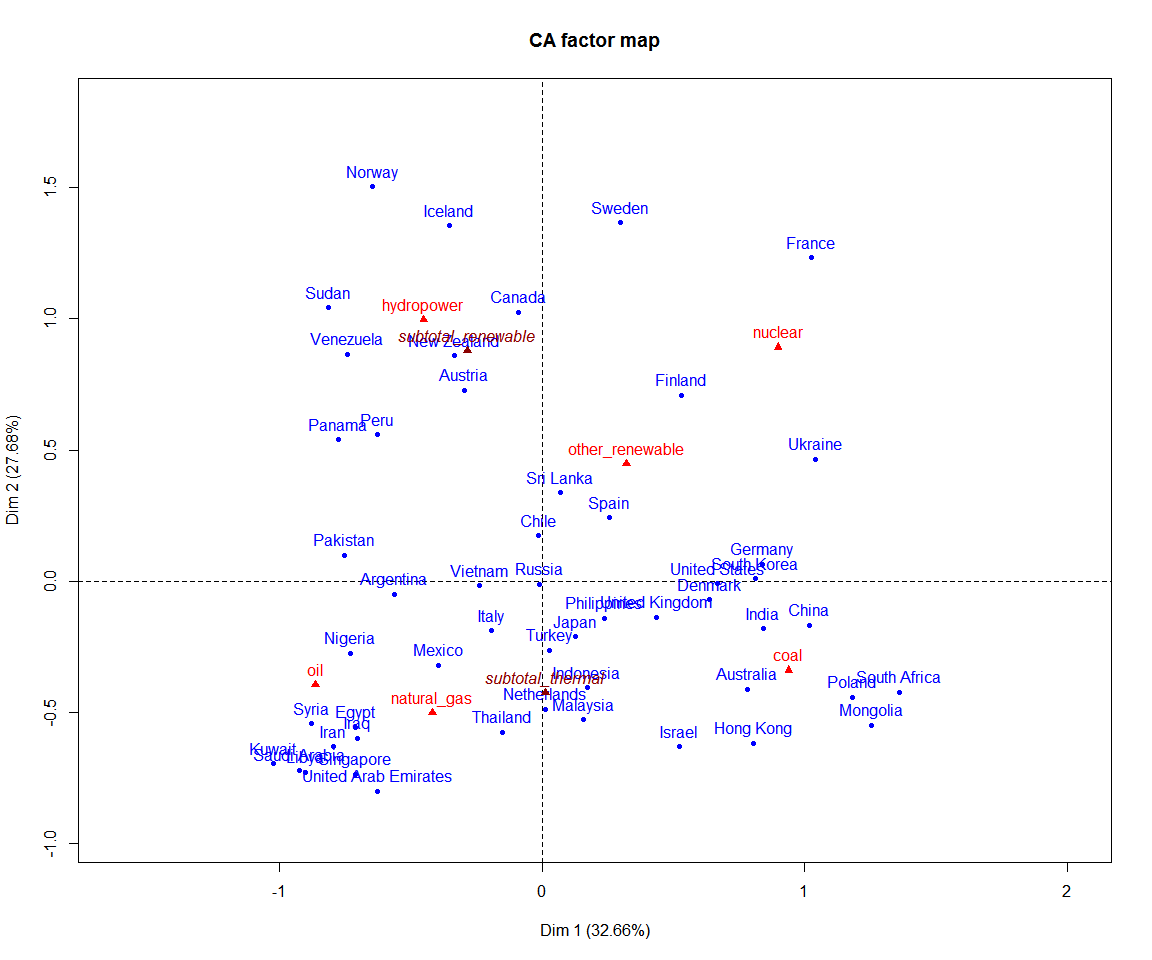 CA factor map
Norway
Iceland
Sweden
France
Sudan
hydropower
Canada
Venezuela
subtotal_renewable
New Zealand
nuclear
Austria
Finland
Panama
Peru
other_renewable
Ukraine
Sri Lanka
Spain
Chile
Pakistan
Germany
South Korea
United States
Argentina
Vietnam
Russia
Denmark
Philippines
United Kingdom
Italy
Japan
India
China
Turkey
Nigeria
Mexico
coal
oil
subtotal_thermal
Indonesia
Australia
Poland
South Africa
natural_gas
Netherlands
Malaysia
Mongolia
Syria
Egypt
Iraq
Thailand
Iran
Israel
Hong Kong
Kuwait
Saudi Arabia
Libya
Singapore
United Arab Emirates
1.5
1.0
0.5
0.0
-0.5
-1.0
Dim 2 (27.68%)
-1
0
1
2
Dim 1 (32.66%)